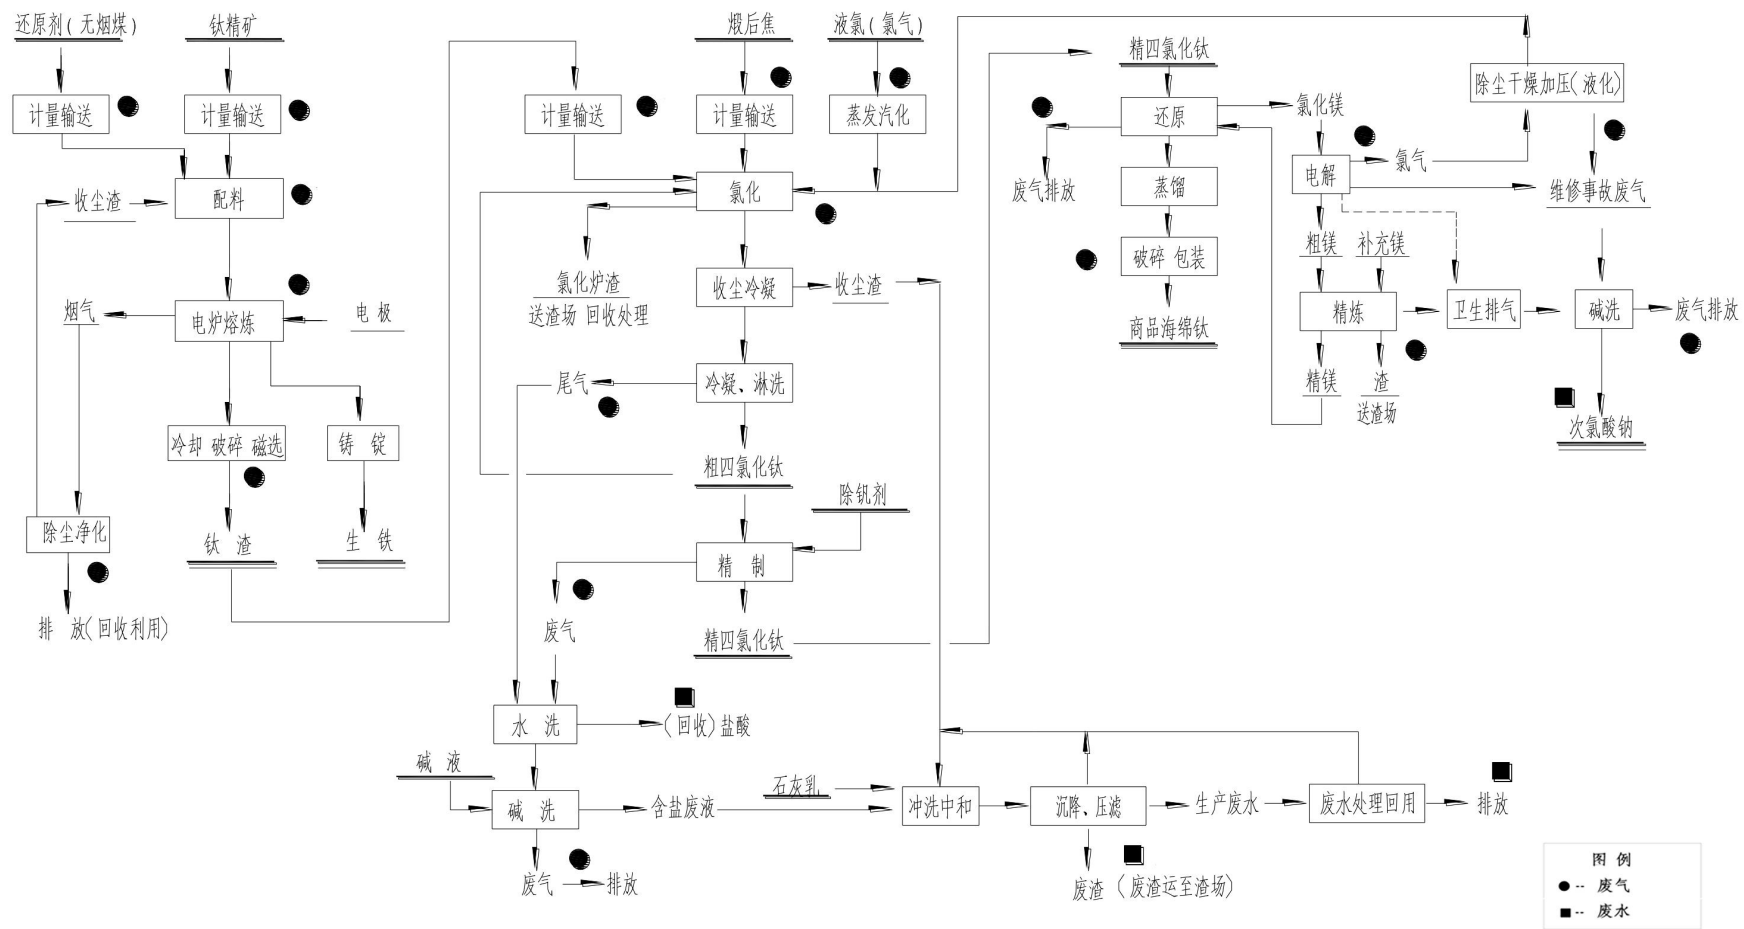 还原剂(无烟煤)
钛精矿
煅后焦
液氯(氯气)
精四氯化钛
除尘干燥加压(液化)
计量输送
计量输送
计量输送
计量输送
蒸发汽化
还原
氯化镁
电解
氯气
收尘渣
配料
氯化
废气排放
蒸馏
维修事故废气
粗镁
补充镁
破碎 包装
氯化炉渣
送渣场 回收处理
收尘冷凝
收尘渣
烟气
电炉熔炼
电极
商品海绵钛
精炼
卫生排气
碱洗
废气排放
尾气
冷凝、淋洗
精镁
渣
送渣场
次氯酸钠
冷却 破碎 磁选
铸 锭
粗四氯化钛
除钒剂
除尘净化
钛 渣
生 铁
精 制
排 放(回收利用)
废气
精四氯化钛
水 洗
(回收)盐酸
碱 液
碱 洗
含盐废液
石灰乳
冲洗中和
沉降、压滤
生产废水
废水处理回用
排放
废气
排放
废渣 (废渣运至渣场)
图 例
-- 废气
-- 废水